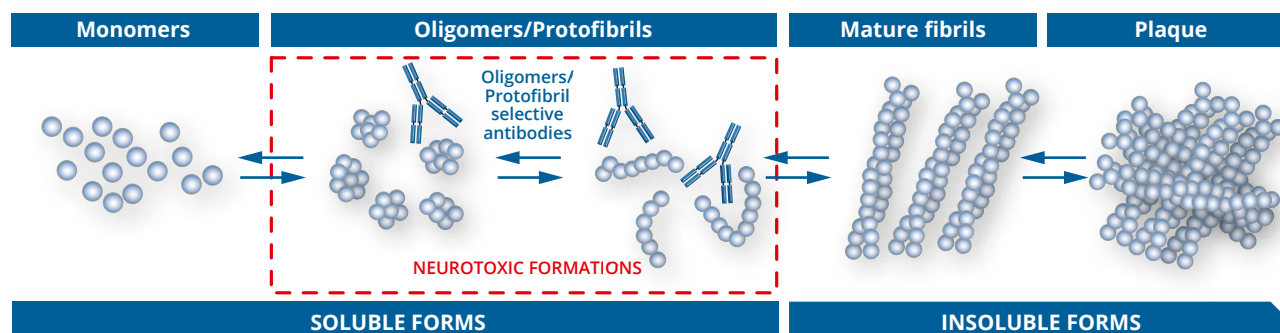 Monomers
Oligomers/Protofibrils
Mature fibrils
Plaque
Oligomers/
Protofibril
selective
antibodies
NEUROTOXIC FORMATIONS
SOLUBLE FORMS
INSOLUBLE FORMS